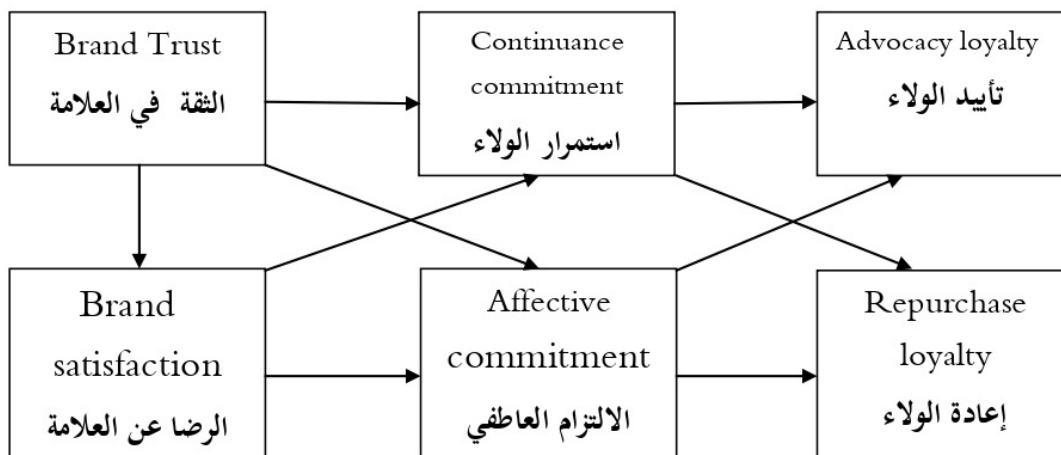 Brand Trust
الثقة في العلامة
Continuance
commitment
استمرار الولاء
Advocacy loyalty
تأييد الولاء
Brand
satisfaction
الرضا عن العلامة
Affective
commitment
الالتزام العاطفي
Repurchase
loyalty
إعادة الولاء